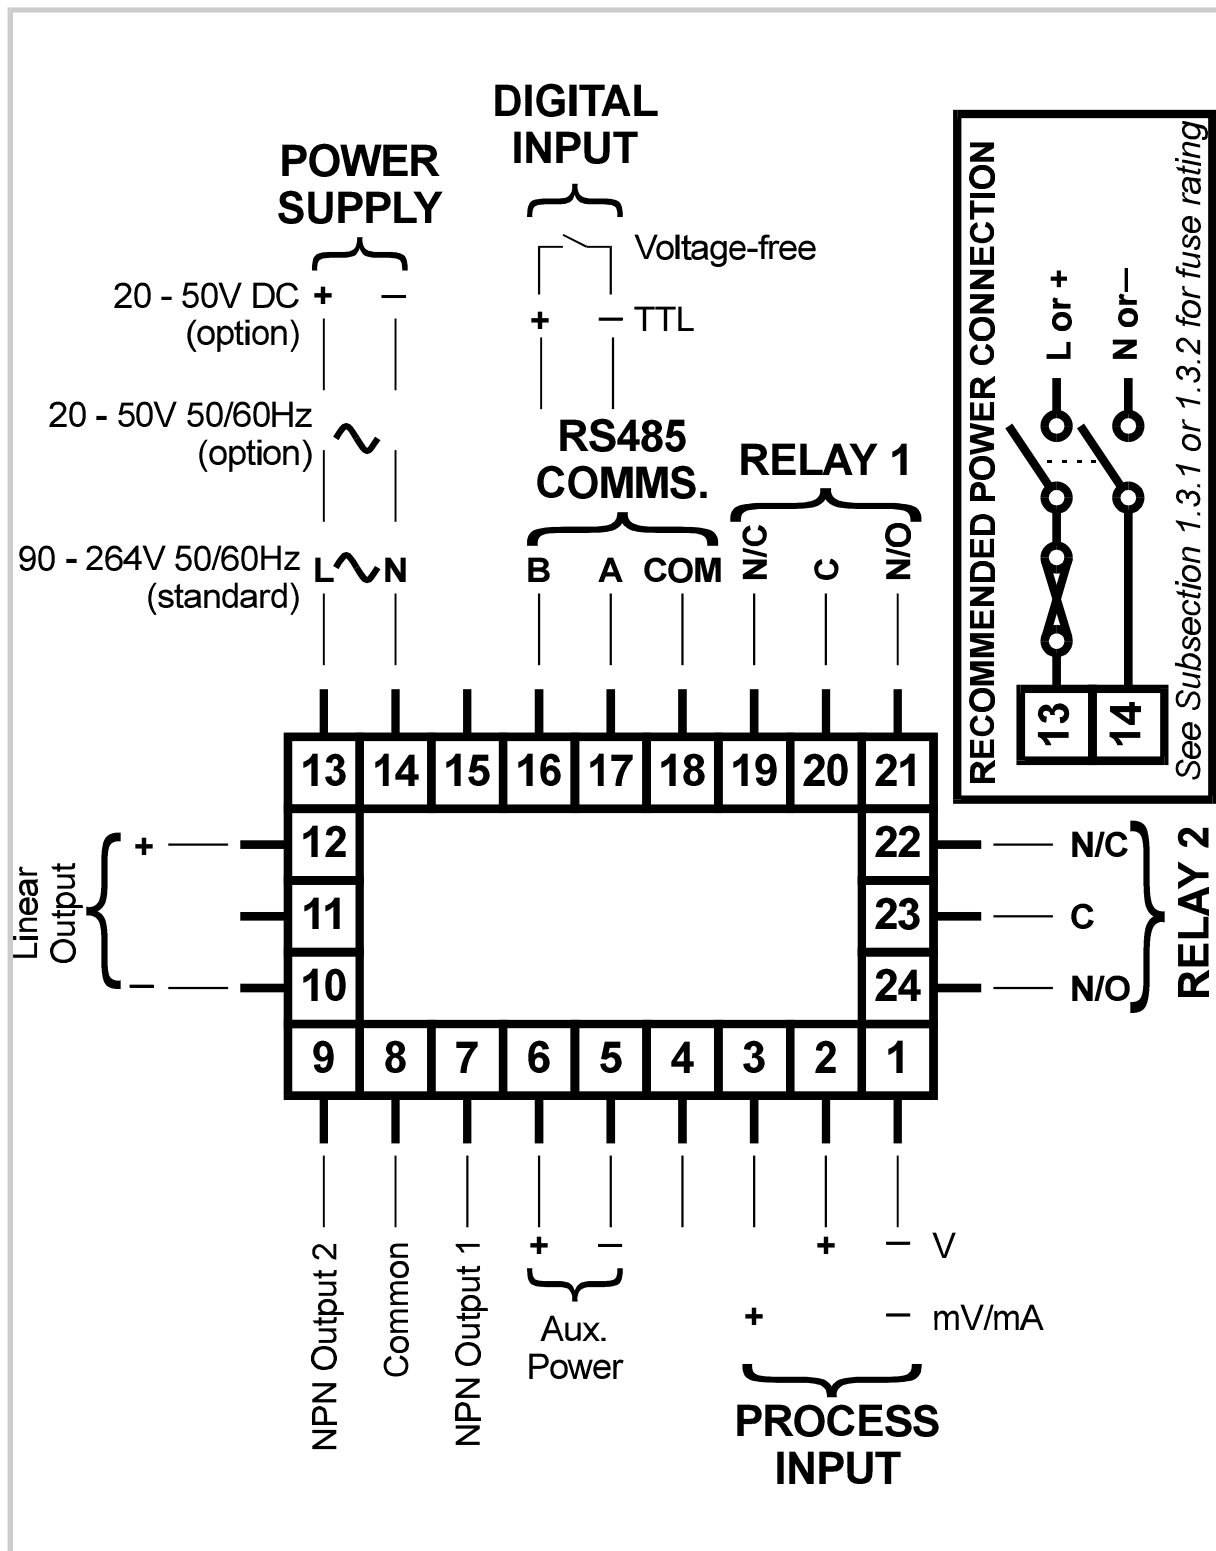 DIGITAL
INPUT
POWER
SUPPLY
Voltage-free
20 - 50V DC + –
(option)
+ – TTL
20 - 50V 50/60Hz
(option)
RS485
COMMS.
RELAY 1
90 - 264V 50/60Hz L N
(standard)
B A COM N/C C N/O
RECOMMENDED POWER CONNECTION
L or +
N or –
13 14
See Subsection 1.3.1 or 1.3.2 for fuse rating
13 14 15 16 17 18 19 20 21
+ 12 22 N/C
11 23 C
– 10 24 N/O
Linear
Output
RELAY 2
9 8 7 6 5 4 3 2 1
NPN Output 2
Common
NPN Output 1
+ –
Aux.
Power
+ – V
+ – mV/mA
PROCESS
INPUT